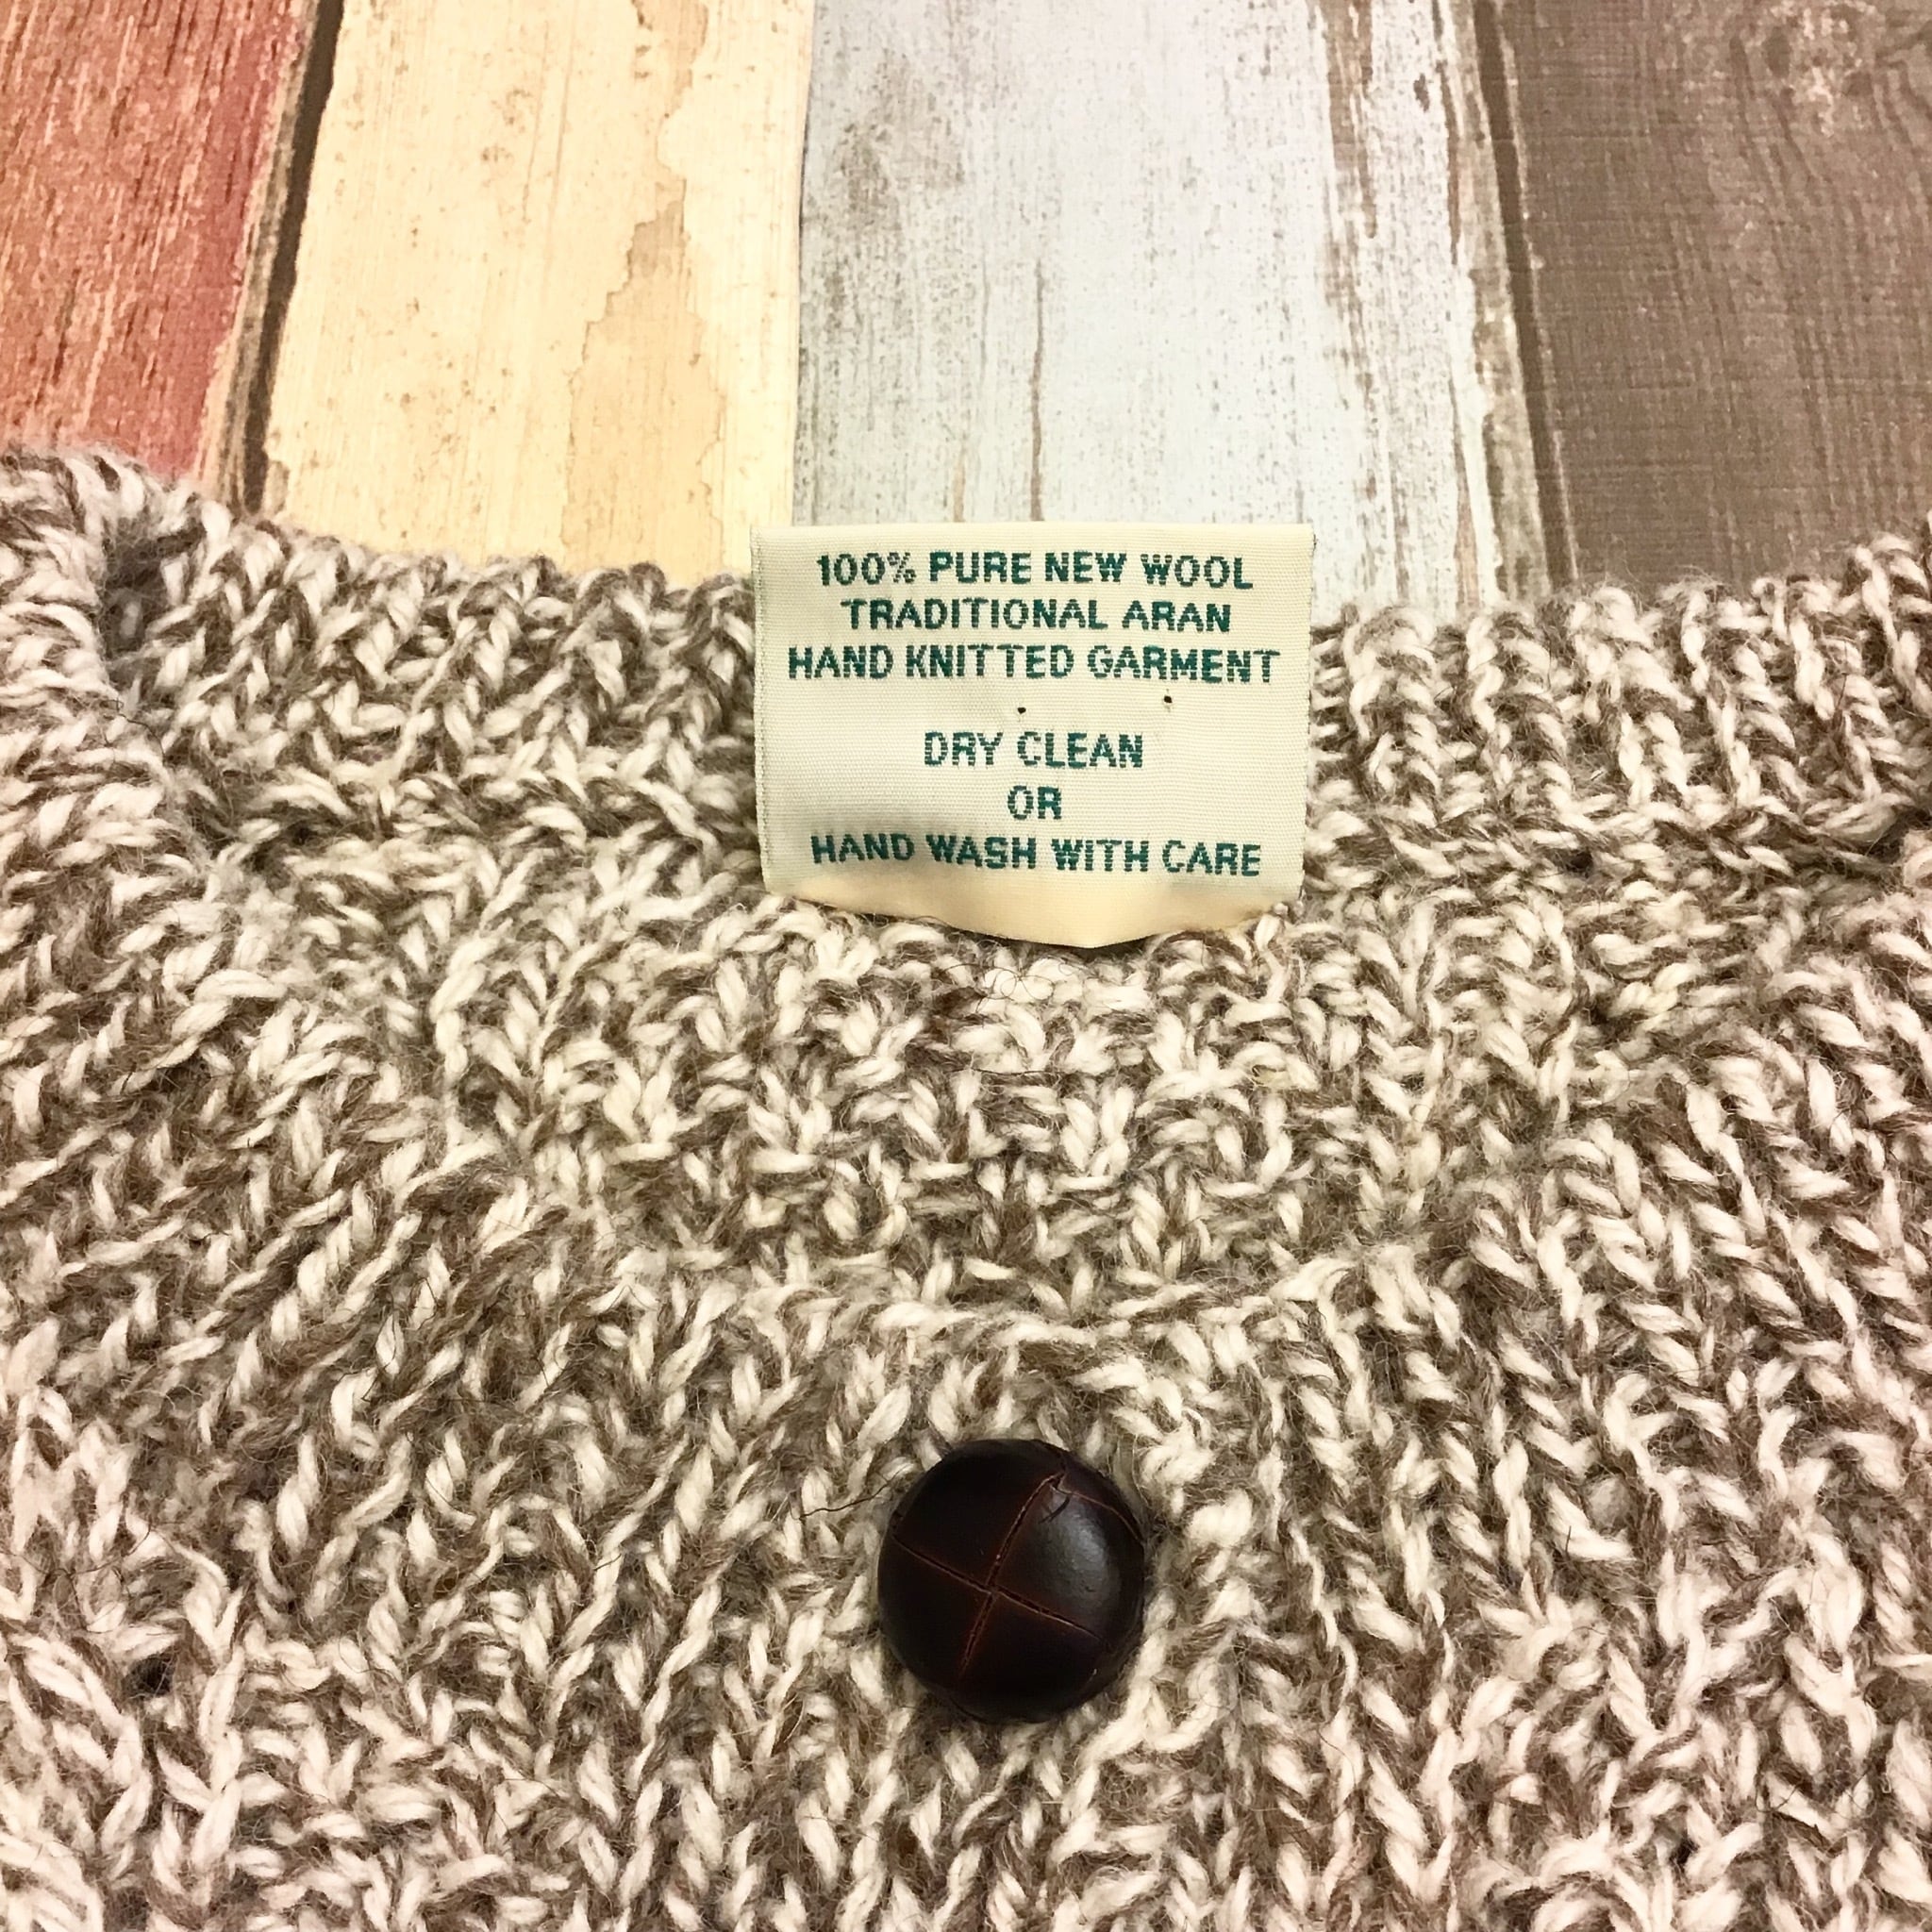 100% PURE NEW WOOL
TRADITIONAL ARAN
HAND KNITTED GARMENT
DRY CLEAN
OR
HAND WASH WITH CARE